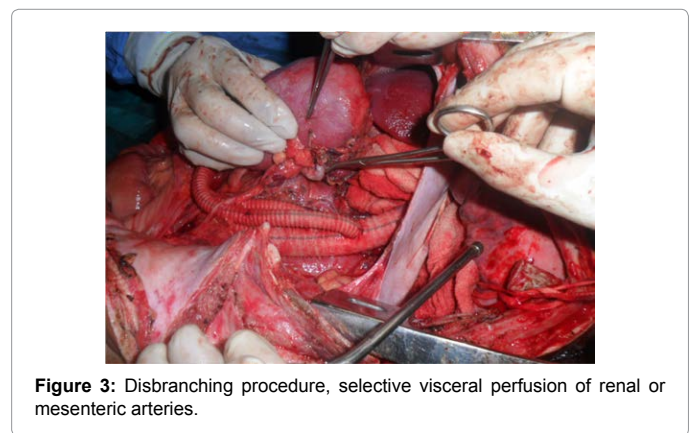 Figure 3: Disbranching procedure, selective visceral perfusion of renal or
mesenteric arteries.